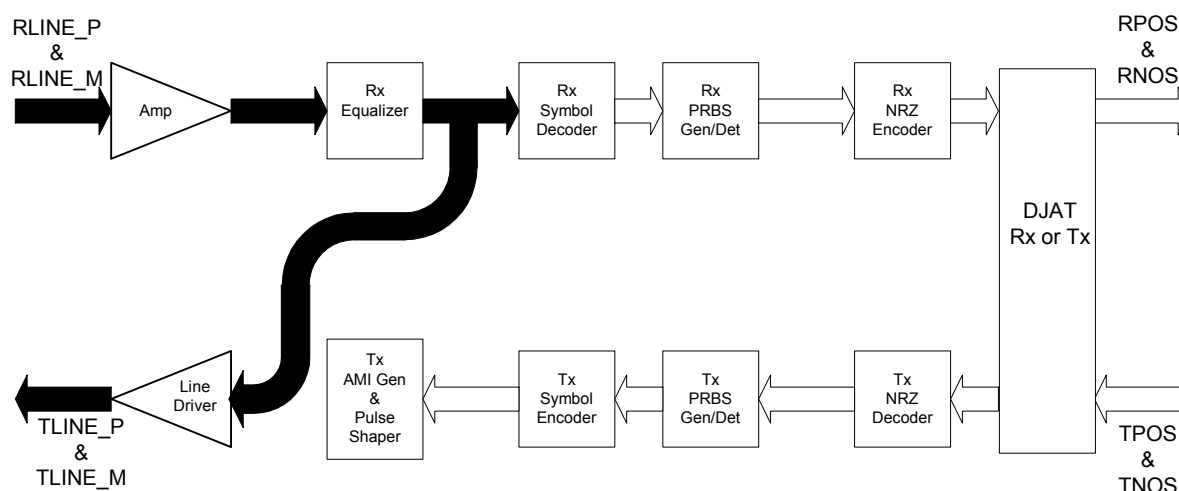 RLINE_P
&
RLINE_M
Amp
Rx
Equalizer
Rx
Symbol
Decoder
Rx
PRBS
Gen/Det
Rx
NRZ
Encoder
RPOS
&
RNOS
DJAT
Rx or Tx
TLINE_P
&
TLINE_M
Line
Driver
Tx
AMI Gen
&
Pulse
Shaper
Tx
Symbol
Encoder
Tx
PRBS
Gen/Det
Tx
NRZ
Decoder
TPOS
&
TNOS